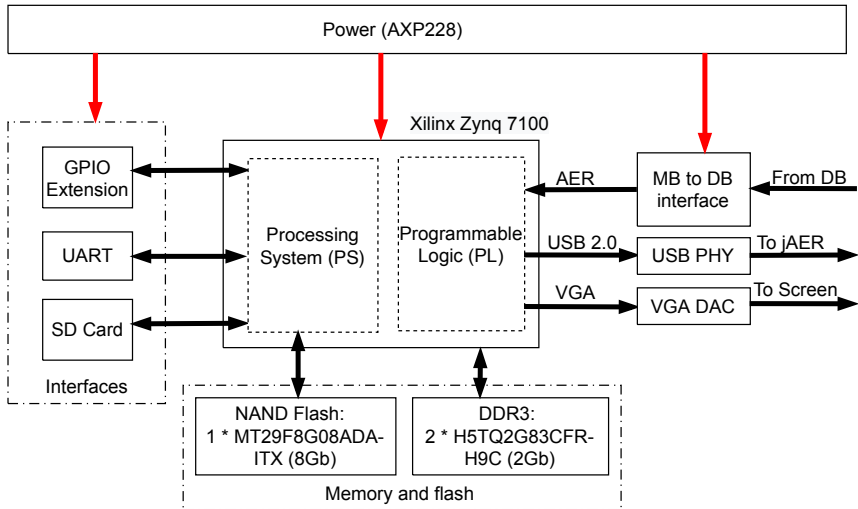 Power (AXP228)
Xilinx Zynq 7100
GPIO
Extension
UART
SD Card
Interfaces
Processing
System (PS)
Programmable
Logic (PL)
AER
USB 2.0
VGA
MB to DB
interface
USB PHY
VGA DAC
From DB
To jAER
To Screen
NAND Flash:
1 * MT29F8G08ADA-
ITX (8Gb)
DDR3:
2 * H5TQ2G83CFR-
H9C (2Gb)
Memory and flash